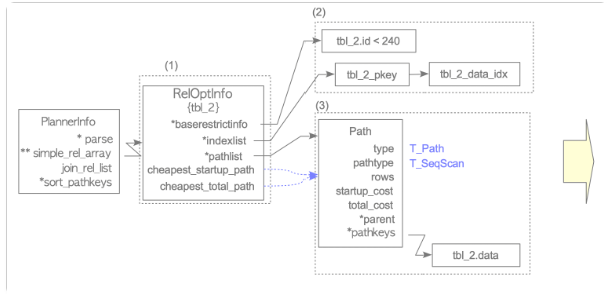 (1)
(2)
tbl_2.id < 240
tbl_2_pkey
tbl_2_data_idx
PlannerInfo
* parse
** simple_rel_array
join_rel_list
*sort_pathkeys
RelOptInfo
{tbl_2}
*baserestrictinfo
*indexlist
*pathlist
cheapest_startup_path
cheapest_total_path
(3)
Path
type T_Path
pathtype T_SeqScan
rows
startup_cost
total_cost
*parent
*pathkeys
tbl_2.data